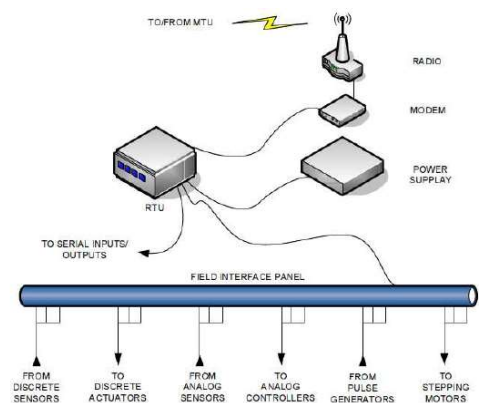 TO/FROM MTU
RADIO
MODEM
POWER
SUPPLAY
RTU
TO SERIAL INPUTS/
OUTPUTS
FIELD INTERFACE PANEL
FROM
DISCRETE
SENSORS
TO
DISCRETE
ACTUATORS
FROM
ANALOG
SENSORS
TO
ANALOG
CONTROLLERS
FROM
PULSE
GENERATORS
TO
STEPPING
MOTORS